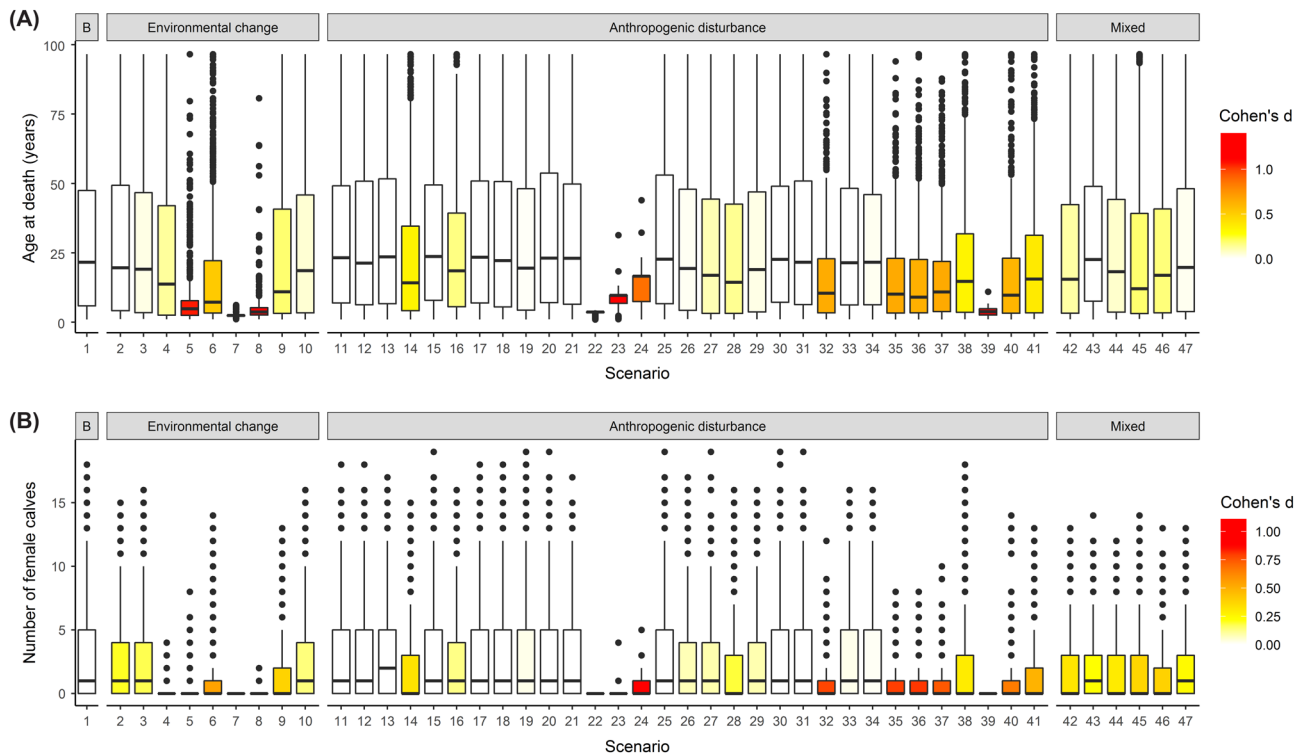 (A)
B Environmental change Anthropogenic disturbance Mixed
Age at death (years)
100
75
50
25
0
1 2 3 4 5 6 7 8 9 10 11 12 13 14 15 16 17 18 19 20 21 22 23 24 25 26 27 28 29 30 31 32 33 34 35 36 37 38 39 40 41 42 43 44 45 46 47
Scenario
Cohen's d
1.0
0.5
0.0
(B)
B Environmental change Anthropogenic disturbance Mixed
Number of female calves
15
10
5
0
1 2 3 4 5 6 7 8 9 10 11 12 13 14 15 16 17 18 19 20 21 22 23 24 25 26 27 28 29 30 31 32 33 34 35 36 37 38 39 40 41 42 43 44 45 46 47
Scenario
Cohen's d
1.00
0.75
0.50
0.25
0.00